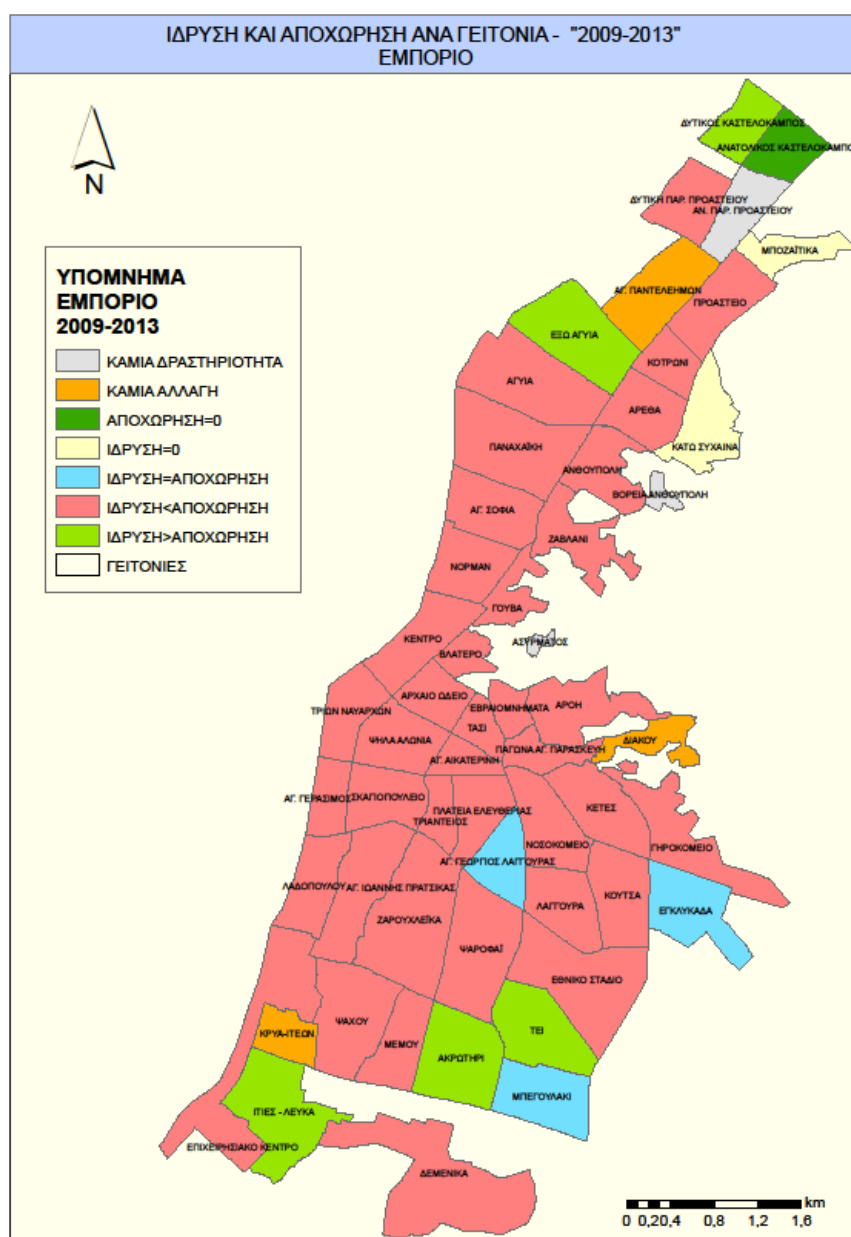 ΙΔΡΥΣΗ ΚΑΙ ΑΠΟΧΩΡΗΣΗ ΑΝΑ ΓΕΙΤΟΝΙΑ - "2009-2013"
ΕΜΠΟΡΙΟ
N
ΥΠΟΜΝΗΜΑ
ΕΜΠΟΡΙΟ
2009-2013
ΚΑΜΙΑ ΔΡΑΣΤΗΡΙΟΤΗΤΑ
ΚΑΜΙΑ ΑΛΛΑΓΗ
ΑΠΟΧΩΡΗΣΗ=0
ΙΔΡΥΣΗ=0
ΙΔΡΥΣΗ=ΑΠΟΧΩΡΗΣΗ
ΙΔΡΥΣΗ<ΑΠΟΧΩΡΗΣΗ
ΙΔΡΥΣΗ>ΑΠΟΧΩΡΗΣΗ
ΓΕΙΤΟΝΙΕΣ
ΔΥΤΙΚΟΣ ΚΑΣΤΕΛΟΚΑΜΠΟΣ
ΑΝΑΤΟΛΙΚΟΣ ΚΑΣΤΕΛΟΚΑΜΠΟ
ΔΥΤΙΚΗ ΠΑΡ. ΠΡΟΑΣΤΕΙΟΥ
ΑΝ. ΠΑΡ. ΠΡΟΑΣΤΕΙΟΥ
ΜΠΟΖΑΪΤΙΚΑ
ΑΓ. ΠΑΝΤΕΛΕΗΜΩΝ
ΠΡΟΑΣΤΕΙΟ
ΕΞΩ ΑΓΥΙΑ
ΚΟΤΡΩΝΙ
ΑΓΥΙΑ
ΑΡΕΘΑ
ΠΑΝΑΧΑΪΚΗ
ΚΑΤΩ ΣΥΧΑΙΝΑ
ΑΝΘΟΥΠΟΛΗ
ΒΟΡΕΙΑ ΑΝΘΟΥΠΟΛΗ
ΑΓ. ΣΟΦΙΑ
ΖΑΒΛΑΝΙ
ΝΟΡΜΑΝ
ΓΟΥΒΑ
ΚΕΝΤΡΟ
ΑΣΥΡΜΑΤΟΣ
ΒΛΑΤΕΡΟ
ΑΡΧΑΙΟ ΩΔΕΙΟ
ΕΒΡΑΙΟΜΝΗΜΑΤΑ
ΑΡΟΗ
ΤΡΙΩΝ ΝΑΥΑΡΧΩΝ
ΤΑΣΙ
ΨΗΛΑ ΑΛΩΝΙΑ
ΔΙΑΚΟΥ
ΠΑΓΩΝΑ
ΑΓ. ΠΑΡΑΣΚΕΥΗ
ΑΓ. ΑΙΚΑΤΕΡΙΝΗ
ΑΓ. ΓΕΡΑΣΙΜΟΣ
ΣΚΑΓΙΟΠΟΥΛΕΙΟ
ΠΛΑΤΕΙΑ ΕΛΕΥΘΕΡΙΑΣ
ΚΕΤΕΣ
ΤΡΙΑΝΤΕΙΟΣ
ΝΟΣΟΚΟΜΕΙΟ
ΓΗΡΟΚΟΜΕΙΟ
ΑΓ. ΓΕΩΡΓΙΟΣ ΛΑΓΓΟΥΡΑΣ
ΛΑΔΟΠΟΥΛΟΥ
ΑΓ. ΙΩΑΝΝΗΣ ΠΡΑΤΣΙΚΑΣ
ΚΟΥΤΣΑ
ΛΑΓΓΟΥΡΑ
ΕΓΛΥΚΑΔΑ
ΖΑΡΟΥΧΛΕΪΚΑ
ΨΑΡΟΦΑΪ
ΕΘΝΙΚΟ ΣΤΑΔΙΟ
ΚΡΥΑ-ΙΤΕΩΝ
ΨΑΧΟΥ
ΤΕΙ
ΜΕΜΟΥ
ΑΚΡΩΤΗΡΙ
ΜΠΕΓΟΥΛΑΚΙ
ΙΤΙΕΣ - ΛΕΥΚΑ
ΕΠΙΧΕΙΡΗΣΙΑΚΟ ΚΕΝΤΡΟ
ΔΕΜΕΝΙΚΑ
km
0 0,20,4 0,8 1,2 1,6